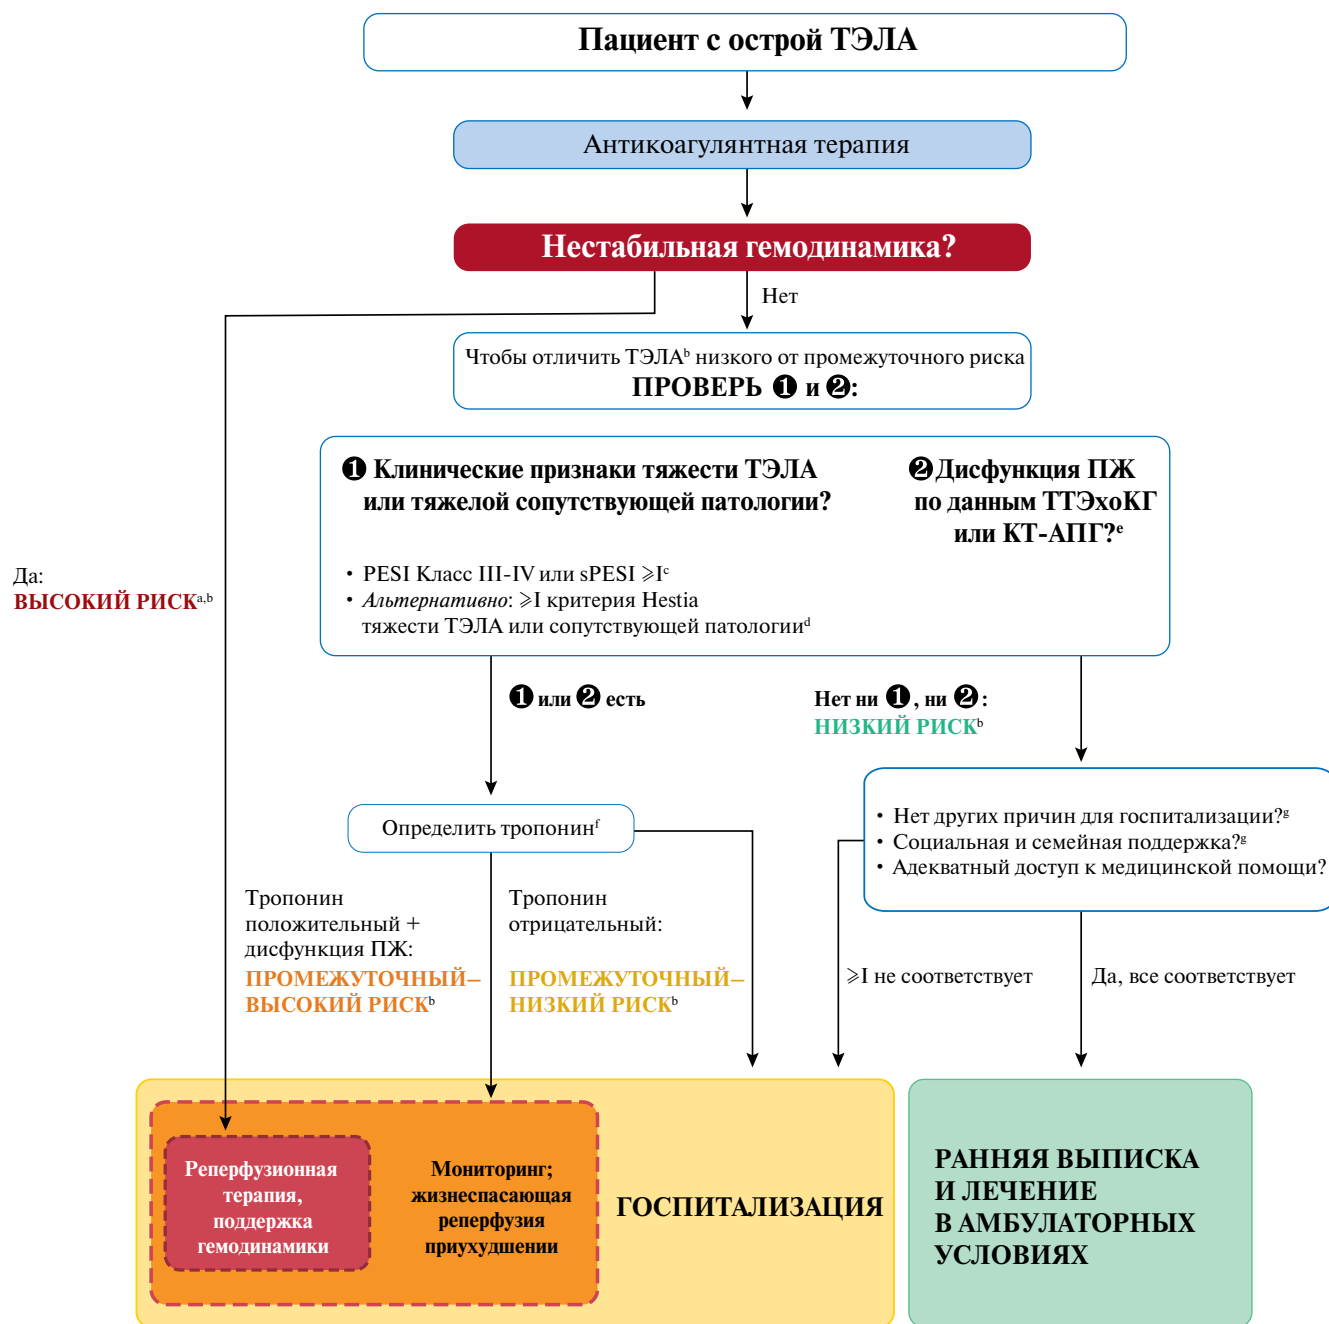 Пациент с острой ТЭЛА
Антикоагулянтная терапия
Нестабильная гемодинамика?
Нет
Чтобы отличить ТЭЛАᵇ низкого от промежуточного риска
ПРОВЕРЬ ❶ и ❷:
❶ Клинические признаки тяжести ТЭЛА
или тяжелой сопутствующей патологии?
• PESI Класс III-IV или sPESI ⩾Iᶜ
• Альтернативно: ⩾I критерия Hestia
тяжести ТЭЛА или сопутствующей патологииᵈ
❷ Дисфункция ПЖ
по данным ТТЭхоКГ
или КТ-АПГ?ᵉ
Да:
ВЫСОКИЙ РИСКᵃ,ᵇ
❶ или ❷ есть
Нет ни ❶, ни ❷:
НИЗКИЙ РИСКᵇ
Определить тропонинᶠ
• Нет других причин для госпитализации?ᵍ
• Социальная и семейная поддержка?ᵍ
• Адекватный доступ к медицинской помощи?
Тропонин
положительный +
дисфункция ПЖ:
ПРОМЕЖУТОЧНЫЙ–
ВЫСОКИЙ РИСКᵇ
Тропонин
отрицательный:
ПРОМЕЖУТОЧНЫЙ–
НИЗКИЙ РИСКᵇ
⩾I не соответствует
Да, все соответствует
Реперфузионная
терапия,
поддержка
гемодинамики
Мониторинг;
жизнеспасающая
реперфузия
приухудшении
ГОСПИТАЛИЗАЦИЯ
РАННЯЯ ВЫПИСКА
И ЛЕЧЕНИЕ
В АМБУЛАТОРНЫХ
УСЛОВИЯХ